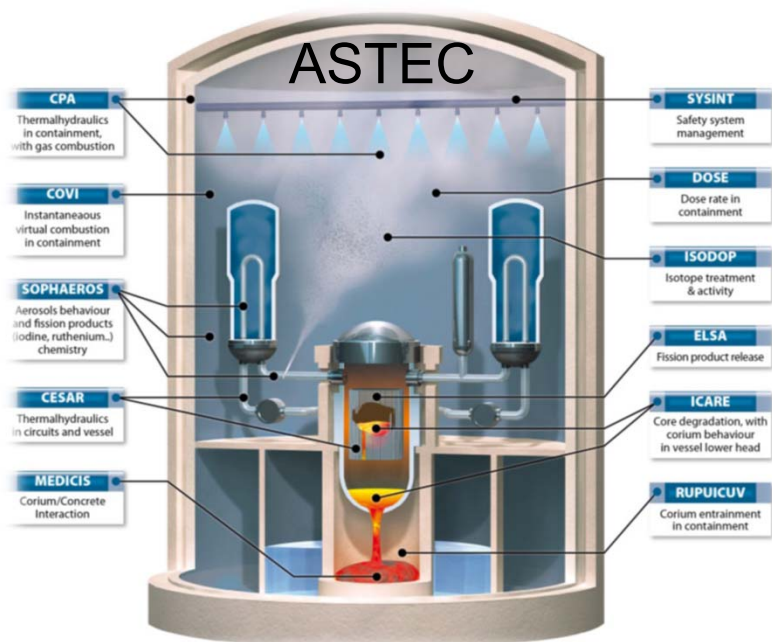 ASTEC
CPA
Thermalhydraulics
in containment,
with gas combustion
COVI
Instantaneaous
virtual combustion
in containment
SOPHAEROS
Aerosols behaviour
and fission products
(iodine, ruthenium..)
chemistry
CESAR
Thermalhydraulics
in circuits and vessel
MEDICIS
Corium/Concrete
Interaction
SYSINT
Safety system
management
DOSE
Dose rate in
containment
ISODOP
Isotope treatment
& activity
ELSA
Fission product release
ICARE
Core degradation, with
corium behaviour
in vessel lower head
RUPUICUV
Corium entrainment
in containment